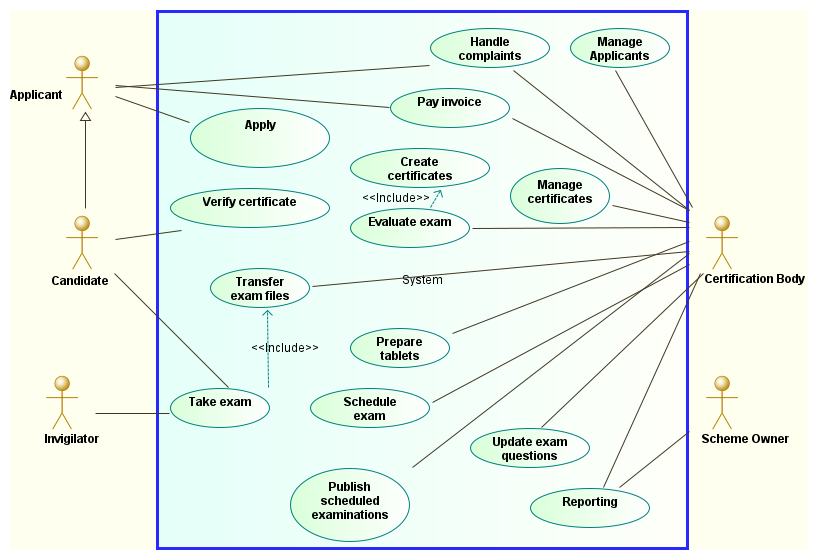 Handle
complaints
Manage
Applicants
Applicant
Pay invoice
Apply
Create
certificates
<<Include>>
Manage
certificates
Verify certificate
Evaluate exam
Candidate
Transfer
exam files
System
Certification Body
<<Include>>
Prepare
tablets
Take exam
Schedule
exam
Invigilator
Update exam
questions
Scheme Owner
Publish
scheduled
examinations
Reporting